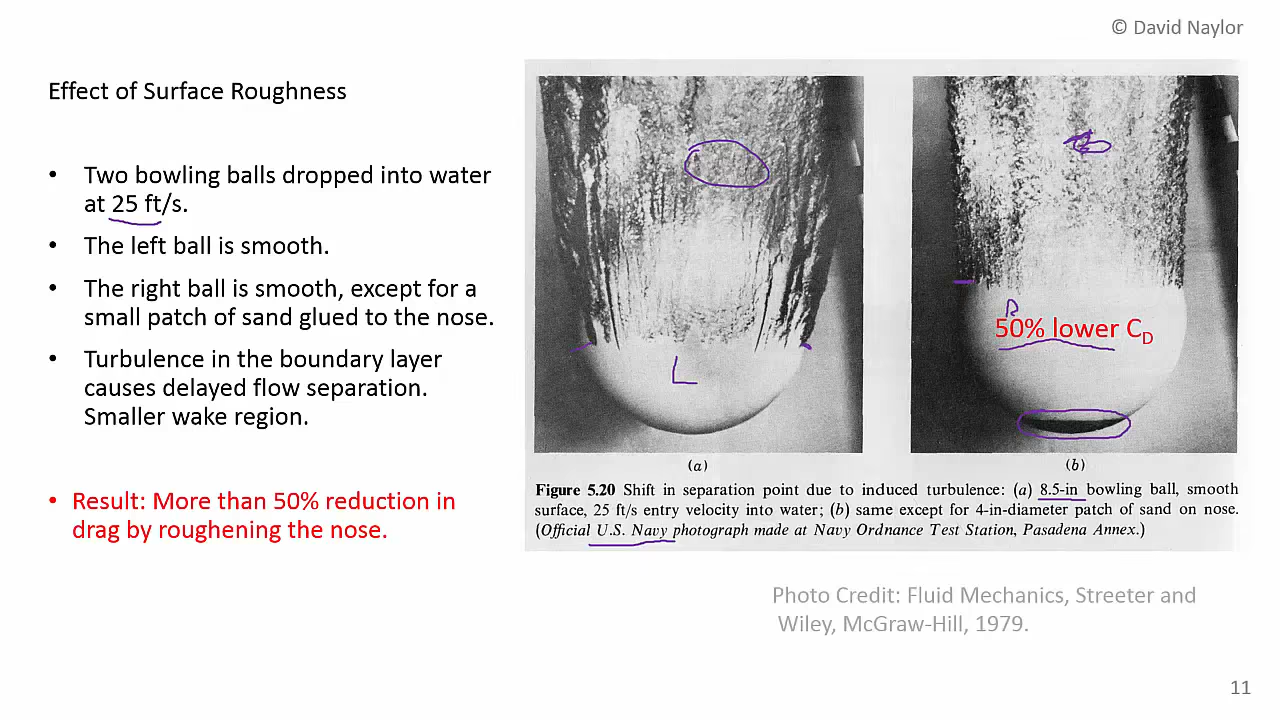 © David Naylor
Effect of Surface Roughness
• Two bowling balls dropped into water
at 25 ft/s.
• The left ball is smooth.
• The right ball is smooth, except for a
small patch of sand glued to the nose.
• Turbulence in the boundary layer
causes delayed flow separation.
Smaller wake region.
• Result: More than 50% reduction in
drag by roughening the nose.
L
R
50% lower CD
(a)
(b)
Figure 5.20 Shift in separation point due to induced turbulence: (a) 8.5-in bowling ball, smooth
surface, 25 ft/s entry velocity into water; (b) same except for 4-in-diameter patch of sand on nose.
(Official U.S. Navy photograph made at Navy Ordnance Test Station, Pasadena Annex.)
Photo Credit: Fluid Mechanics, Streeter and
Wiley, McGraw-Hill, 1979.
11